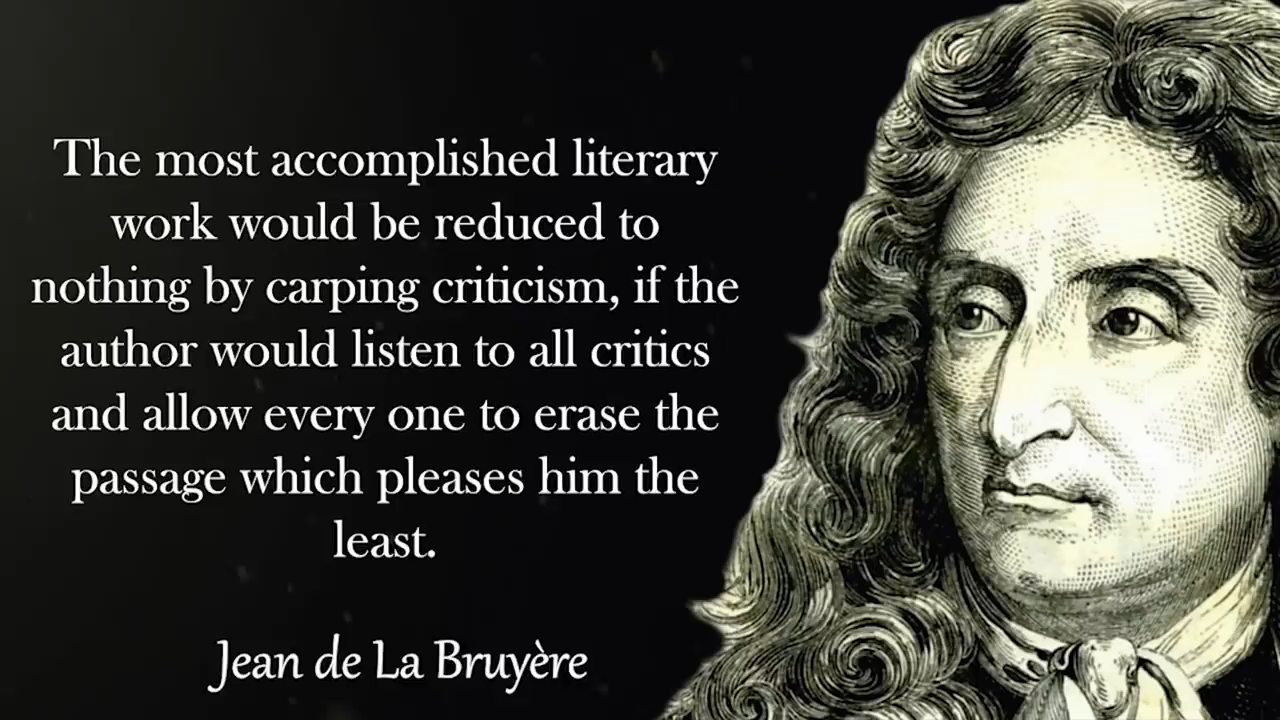 The most accomplished literary
work would be reduced to
nothing by carping criticism, if the
author would listen to all critics
and allow every one to erase the
passage which pleases him the
least.
Jean de La Bruyère